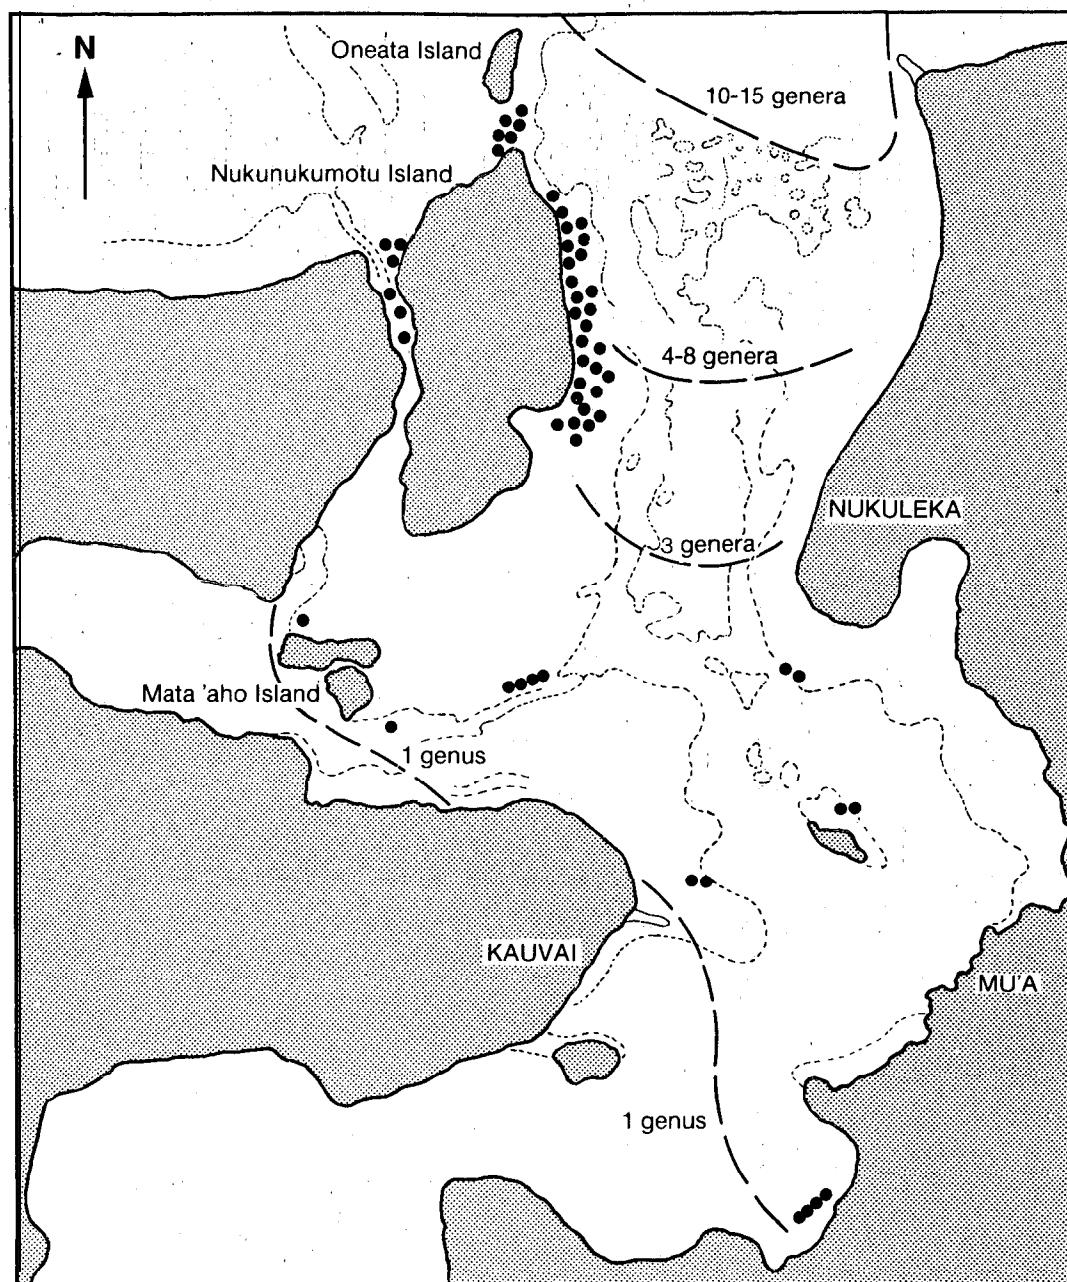 N
Oneata Island
10-15 genera
Nukunukumotu Island
4-8 genera
NUKULEKA
3 genera
Mata 'aho Island
1 genus
KAUVAI
MU'A
1 genus